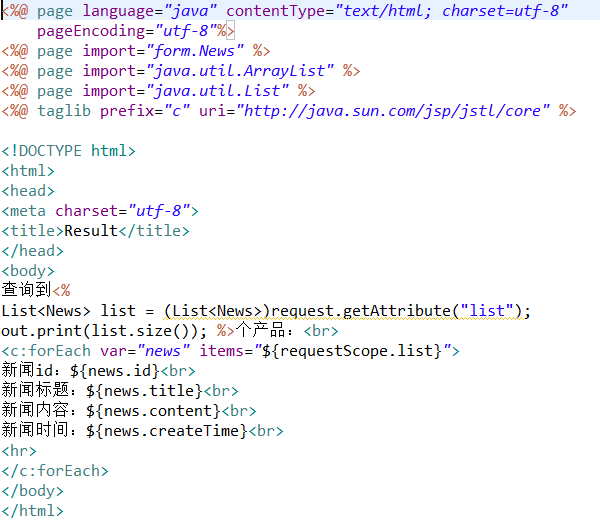 <%@ page language="java" contentType="text/html; charset=utf-8"
    pageEncoding="utf-8"%>
<%@ page import="form.News" %>
<%@ page import="java.util.ArrayList" %>
<%@ page import="java.util.List" %>
<%@ taglib prefix="c" uri="http://java.sun.com/jsp/jstl/core" %>

<!DOCTYPE html>
<html>
<head>
<meta charset="utf-8">
<title>Result</title>
</head>
<body>
查询到<%
List<News> list = (List<News>)request.getAttribute("list");
out.print(list.size()); %>个产品：<br>
<c:forEach var="news" items="${requestScope.list}">
新闻id：${news.id}<br>
新闻标题：${news.title}<br>
新闻内容：${news.content}<br>
新闻时间：${news.createTime}<br>
<hr>
</c:forEach>
</body>
</html>